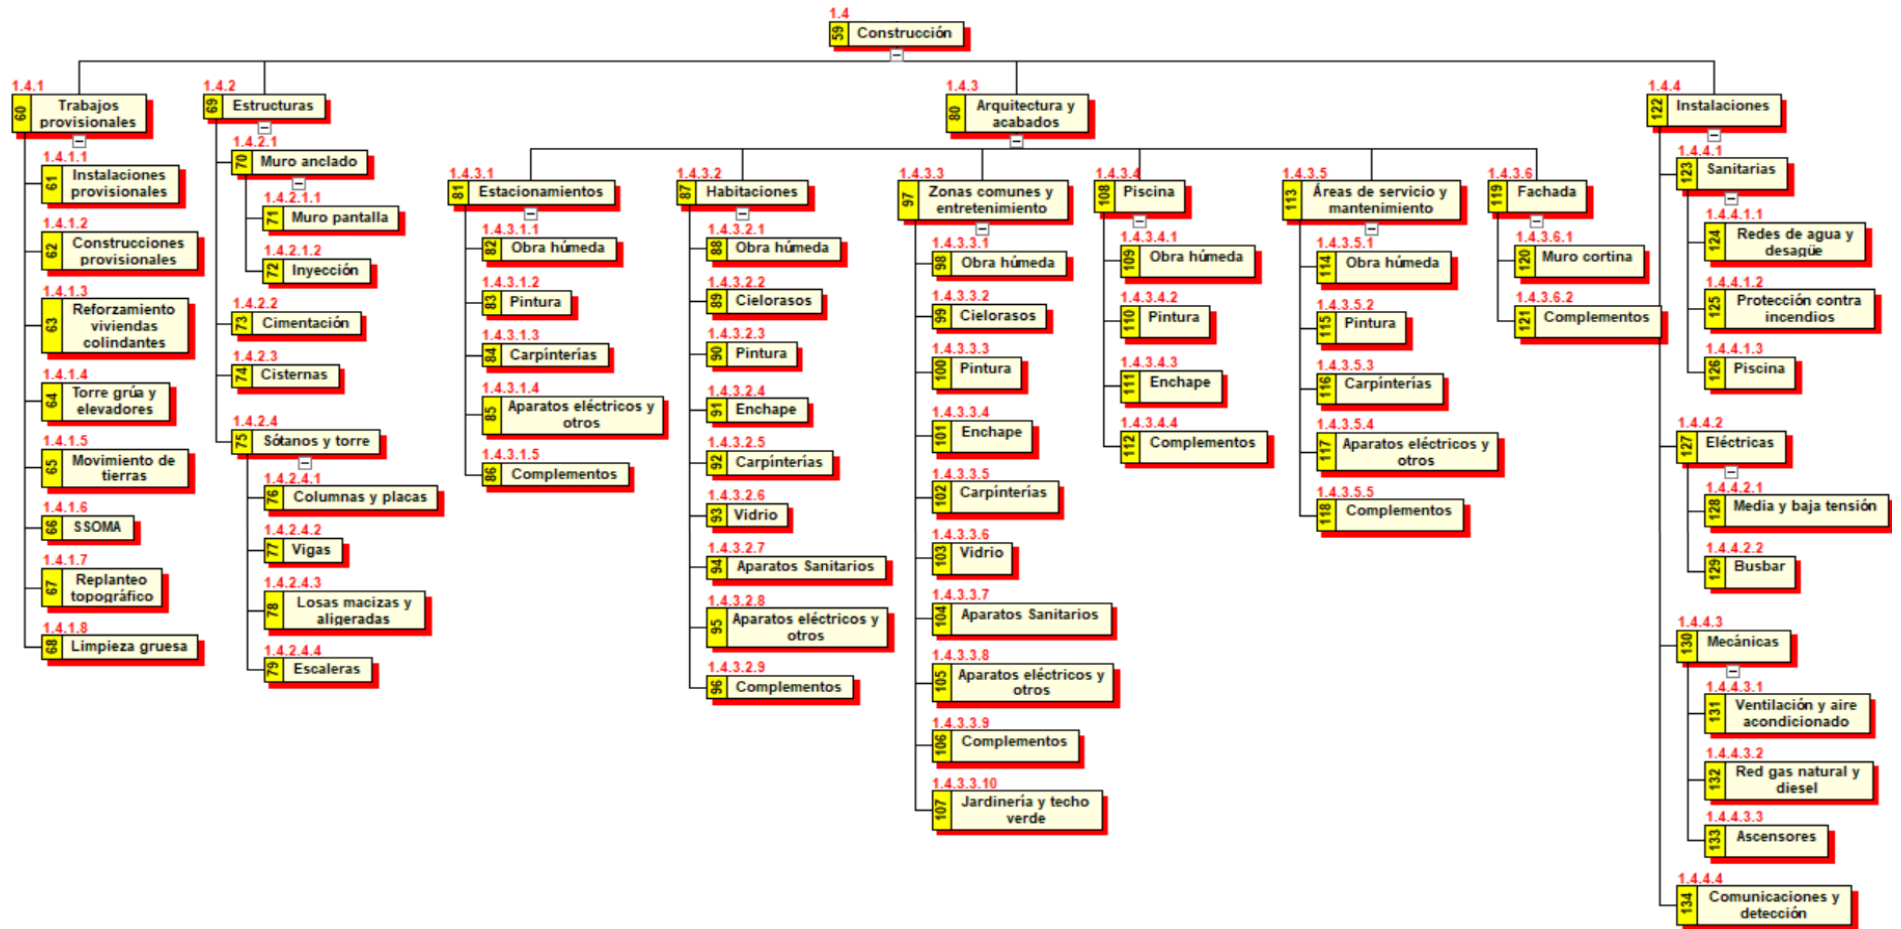 1.4
59
Construcción
1.4.1
60
Trabajos
provisionales
1.4.1.1
61
Instalaciones
provisionales
1.4.1.2
62
Construcciones
provisionales
1.4.1.3
63
Reforzamiento
viviendas
colindantes
1.4.1.4
64
Torre grúa y
elevadores
1.4.1.5
65
Movimiento de
tierras
1.4.1.6
66
SSOMA
1.4.1.7
67
Replanteo
topográfico
1.4.1.8
68
Limpieza gruesa
1.4.2
69
Estructuras
1.4.2.1
70
Muro anclado
1.4.2.1.1
71
Muro pantalla
1.4.2.1.2
72
Inyección
1.4.2.2
73
Cimentación
1.4.2.3
74
Cisternas
1.4.2.4
75
Sótanos y torre
1.4.2.4.1
76
Columnas y placas
1.4.2.4.2
77
Vigas
1.4.2.4.3
78
Losas macizas y
aligeradas
1.4.2.4.4
79
Escaleras
1.4.3
80
Arquitectura y
acabados
1.4.3.1
81
Estacionamientos
1.4.3.1.1
82
Obra húmeda
1.4.3.1.2
83
Pintura
1.4.3.1.3
84
Carpinterías
1.4.3.1.4
85
Aparatos eléctricos y
otros
1.4.3.1.5
86
Complementos
1.4.3.2
87
Habitaciones
1.4.3.2.1
88
Obra húmeda
1.4.3.2.2
89
Cielorasos
1.4.3.2.3
90
Pintura
1.4.3.2.4
91
Enchape
1.4.3.2.5
92
Carpinterías
1.4.3.2.6
93
Vidrio
1.4.3.2.7
94
Aparatos Sanitarios
1.4.3.2.8
95
Aparatos eléctricos y
otros
1.4.3.2.9
96
Complementos
1.4.3.3
97
Zonas comunes y
entretenimiento
1.4.3.3.1
98
Obra húmeda
1.4.3.3.2
99
Cielorasos
1.4.3.3.3
100
Pintura
1.4.3.3.4
101
Enchape
1.4.3.3.5
102
Carpinterías
1.4.3.3.6
103
Vidrio
1.4.3.3.7
104
Aparatos Sanitarios
1.4.3.3.8
105
Aparatos eléctricos y
otros
1.4.3.3.9
106
Complementos
1.4.3.3.10
107
Jardinería y techo
verde
1.4.3.4
108
Piscina
1.4.3.4.1
109
Obra húmeda
1.4.3.4.2
110
Pintura
1.4.3.4.3
111
Enchape
1.4.3.4.4
112
Complementos
1.4.3.5
113
Áreas de servicio y
mantenimiento
1.4.3.5.1
114
Obra húmeda
1.4.3.5.2
115
Pintura
1.4.3.5.3
116
Carpinterías
1.4.3.5.4
117
Aparatos eléctricos y
otros
1.4.3.5.5
118
Complementos
1.4.3.6
119
Fachada
1.4.3.6.1
120
Muro cortina
1.4.3.6.2
121
Complementos
1.4.4
122
Instalaciones
1.4.4.1
123
Sanitarias
1.4.4.1.1
124
Redes de agua y
desagüe
1.4.4.1.2
125
Protección contra
incendios
1.4.4.1.3
126
Piscina
1.4.4.2
127
Eléctricas
1.4.4.2.1
128
Media y baja tensión
1.4.4.2.2
129
Busbar
1.4.4.3
130
Mecánicas
1.4.4.3.1
131
Ventilación y aire
acondicionado
1.4.4.3.2
132
Red gas natural y
diesel
1.4.4.3.3
133
Ascensores
1.4.4.4
134
Comunicaciones y
detección